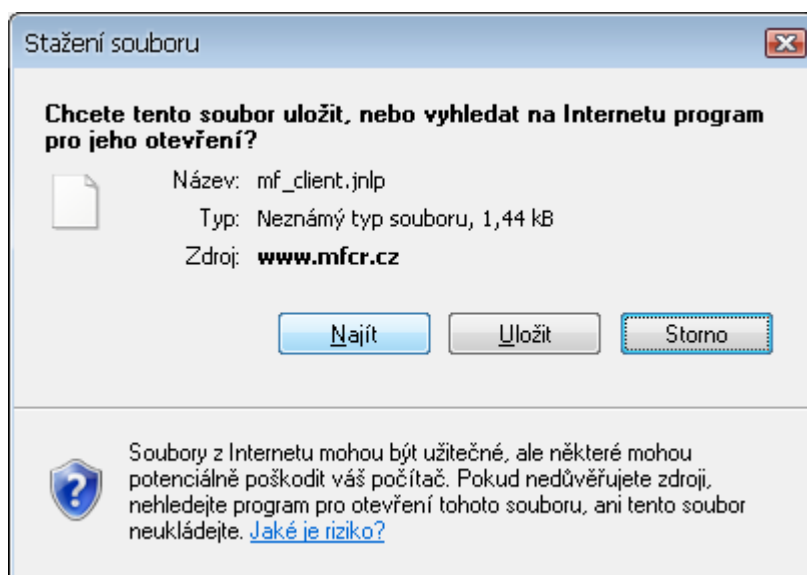 Stažení souboru
Chcete tento soubor uložit, nebo vyhledat na Internetu program
pro jeho otevření?
Název: mf_client.jnlp
Typ: Neznámý typ souboru, 1,44 kB
Zdroj: www.mfcr.cz
Najít Uložit Storno
Soubory z Internetu mohou být užitečné, ale některé mohou
potenciálně poškodit váš počítač. Pokud nedůvěřujete zdroji,
nehledejte program pro otevření tohoto souboru, ani tento soubor
neukládejte. Jaké je riziko?